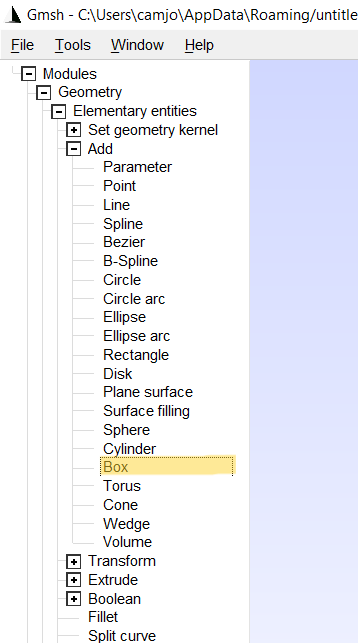 Gmsh - C:\Users\camjo\AppData\Roaming/untitle
File Tools Window Help
Modules
Geometry
Elementary entities
Set geometry kernel
Add
Parameter
Point
Line
Spline
Bezier
B-Spline
Circle
Circle arc
Ellipse
Ellipse arc
Rectangle
Disk
Plane surface
Surface filling
Sphere
Cylinder
Box
Torus
Cone
Wedge
Volume
Transform
Extrude
Boolean
Fillet
Split curve